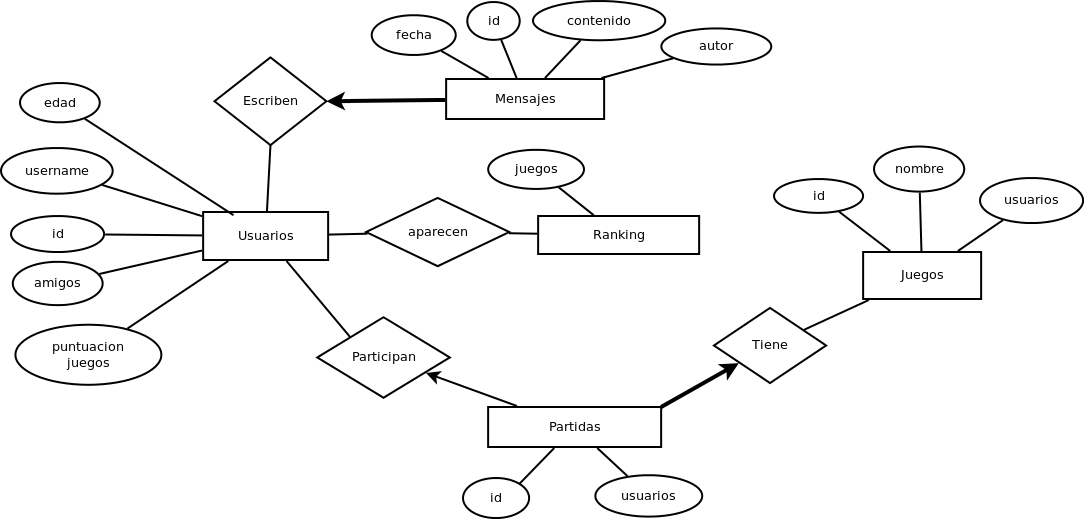 fecha
id
contenido
autor
Mensajes
Escriben
edad
username
id
amigos
puntuacion
juegos
Usuarios
aparecen
juegos
Ranking
id
nombre
usuarios
Juegos
Participan
Tiene
Partidas
id
usuarios